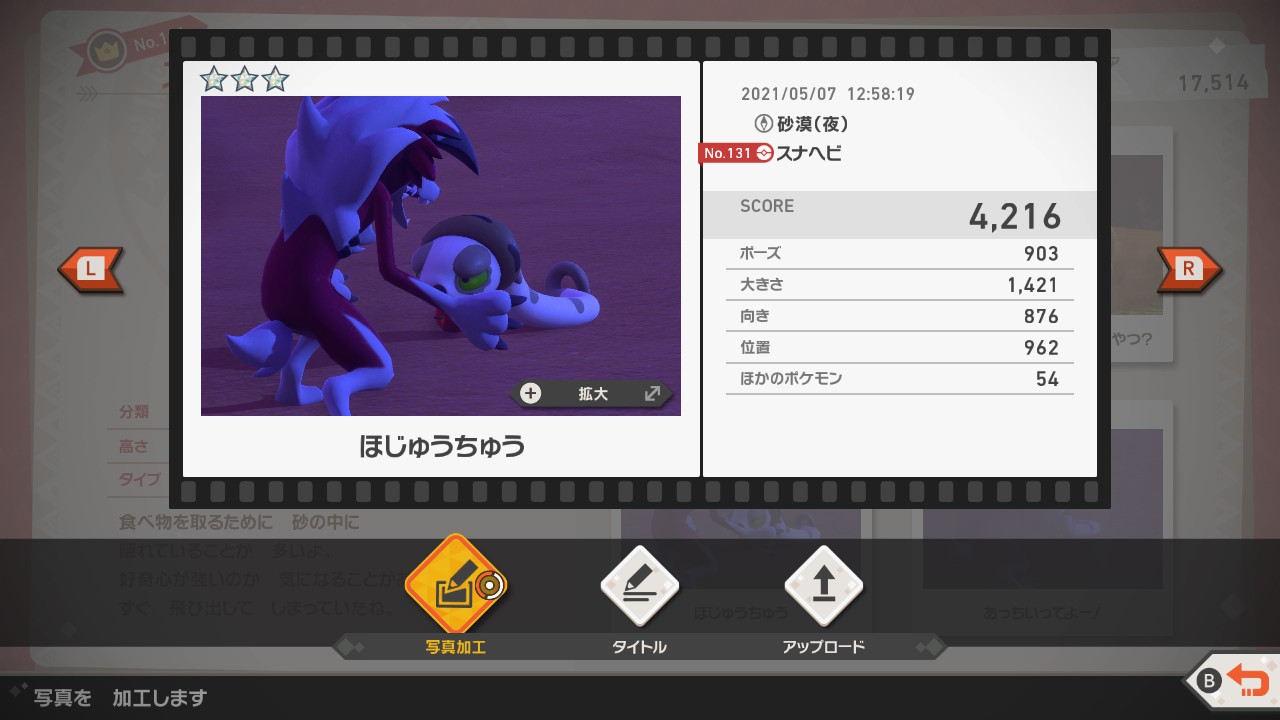 No.1
17,514
2021/05/07 12:58:19
砂漠(夜)
No.131 スナヘビ
SCORE 4,216
ポーズ 903
大きさ 1,421
向き 876
位置 962
ほかのポケモン 54
L
R
+ 拡大
ほじゅうちゅう
やつ?
分類
高さ
タイプ
食べ物を取るために 砂の中に
隠れていることが 多いよ。
好奇心が強いのか 気になることが
すぐ 飛び出して しまっていたね。
ほじゅうちゅう
あっちいってよー!
写真加工
タイトル
アップロード
写真を 加工します
B